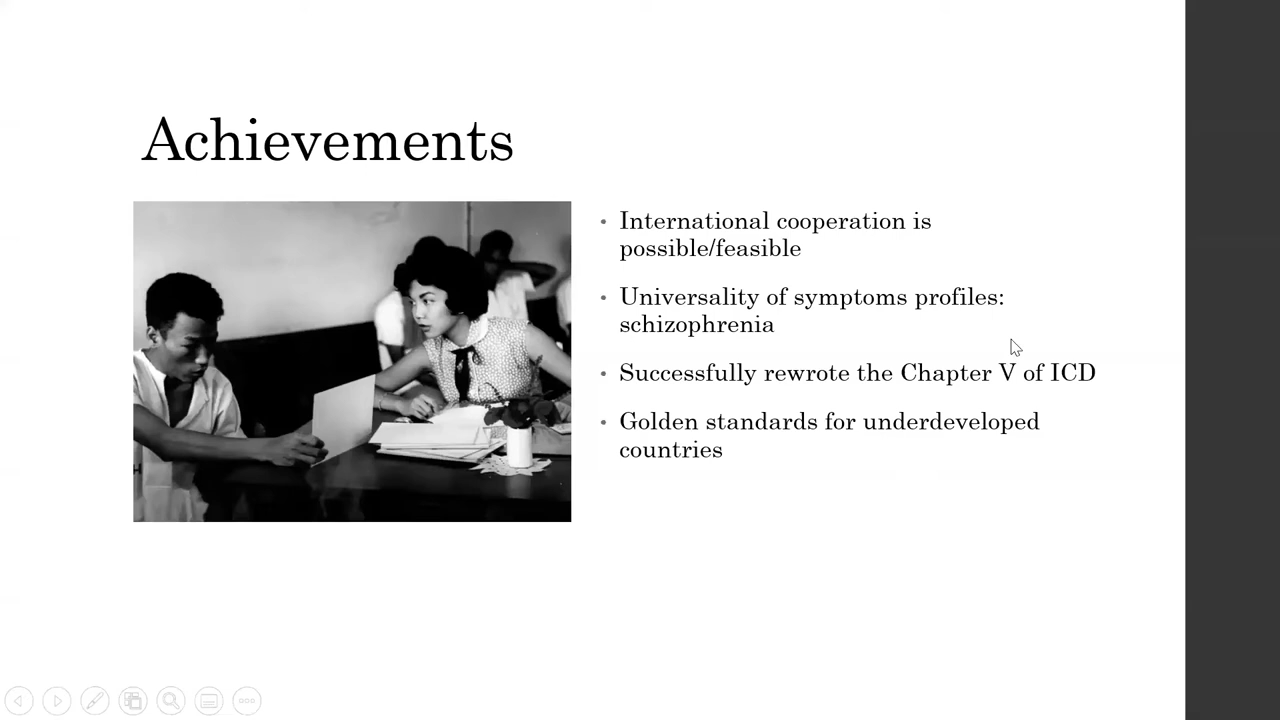 Achievements
• International cooperation is
possible/feasible
• Universality of symptoms profiles:
schizophrenia
• Successfully rewrote the Chapter V of ICD
• Golden standards for underdeveloped
countries